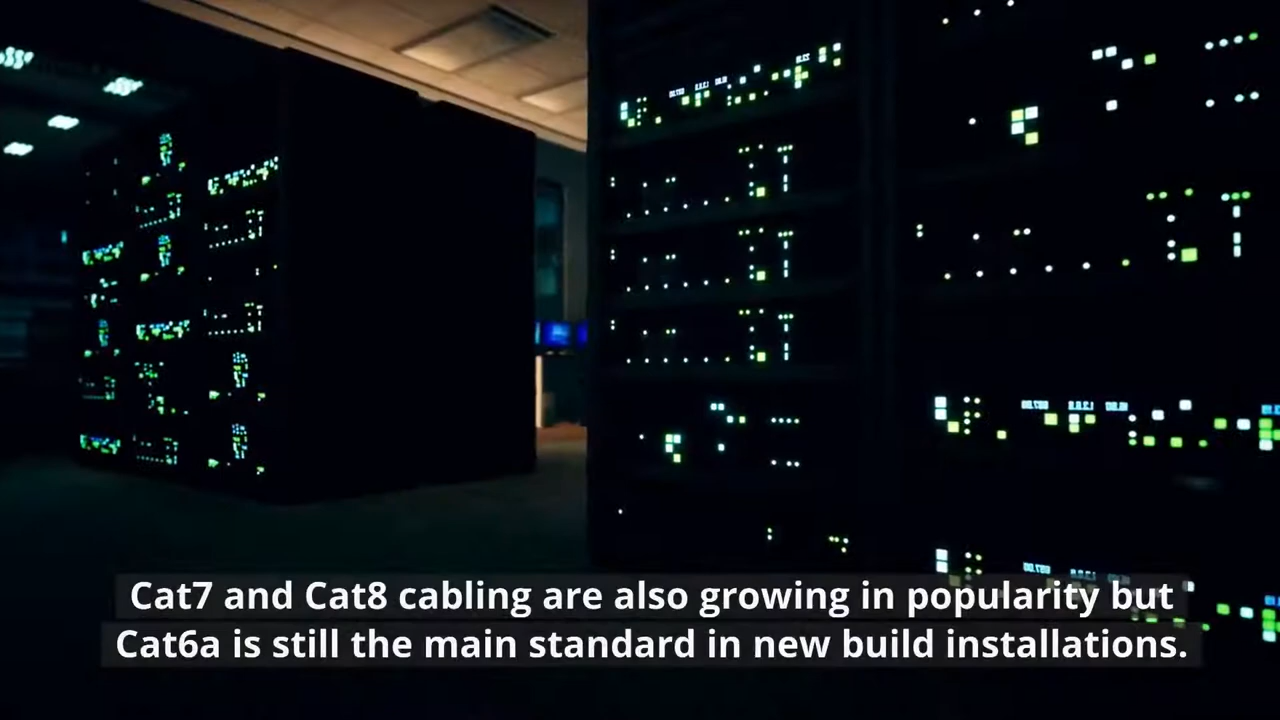 Cat7 and Cat8 cabling are also growing in popularity but
Cat6a is still the main standard in new build installations.